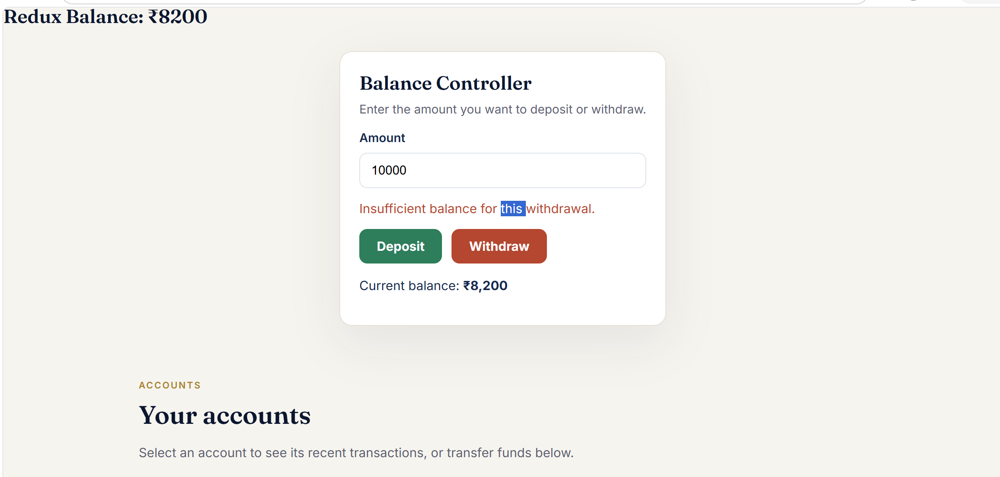 Redux Balance: ₹8200
Balance Controller
Enter the amount you want to deposit or withdraw.
Amount
10000
Insufficient balance for this withdrawal.
Deposit Withdraw
Current balance: ₹8,200
ACCOUNTS
Your accounts
Select an account to see its recent transactions, or transfer funds below.